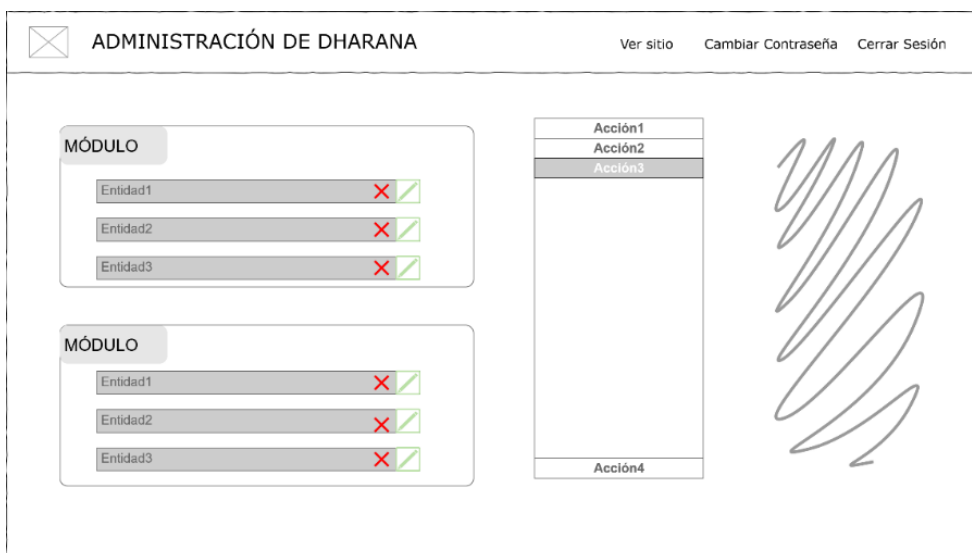 ADMINISTRACIÓN DE DHARANA
Ver sitio Cambiar Contraseña Cerrar Sesión
MÓDULO
Entidad1
Entidad2
Entidad3
MÓDULO
Entidad1
Entidad2
Entidad3
Acción1
Acción2
Acción3
Acción4